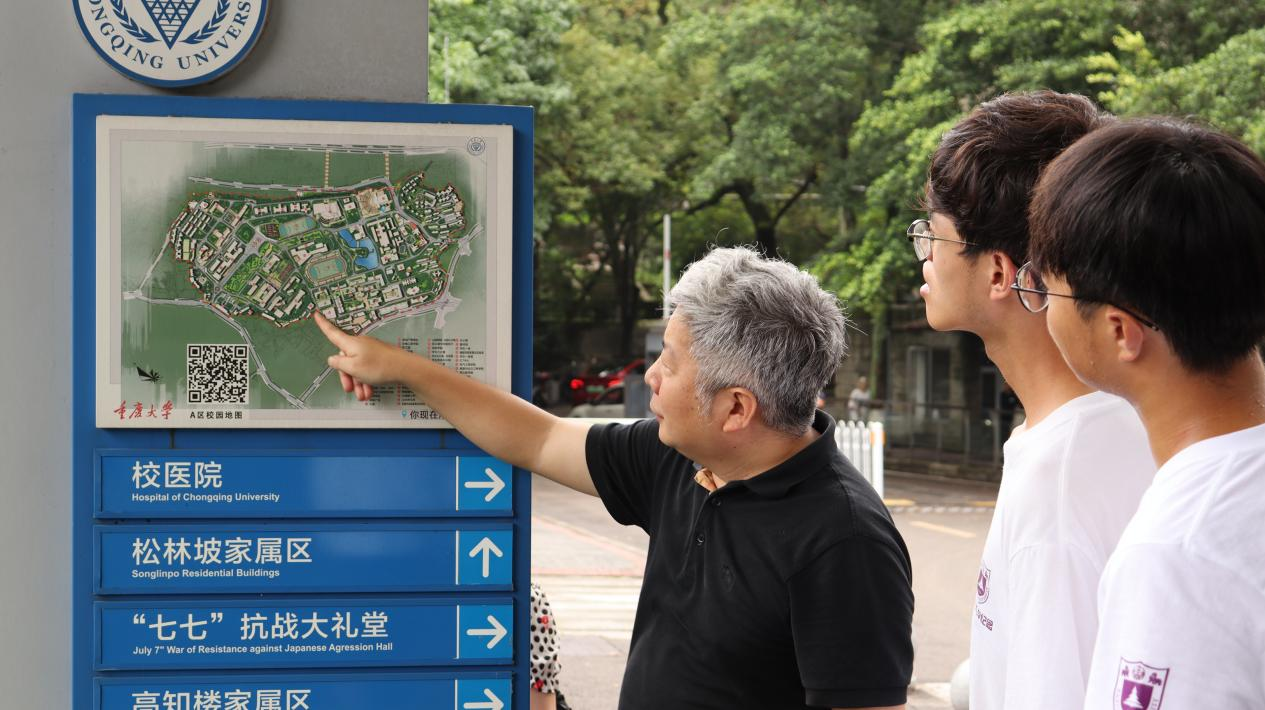 ONGQING UNIVERS
重庆大学
A区校园地图
你现在
校医院
Hospital of Chongqing University
松林坡家属区
Songlinpo Residential Buildings
“七七”抗战大礼堂
July 7" War of Resistance against Japanese Agression Hall
高知楼家属区